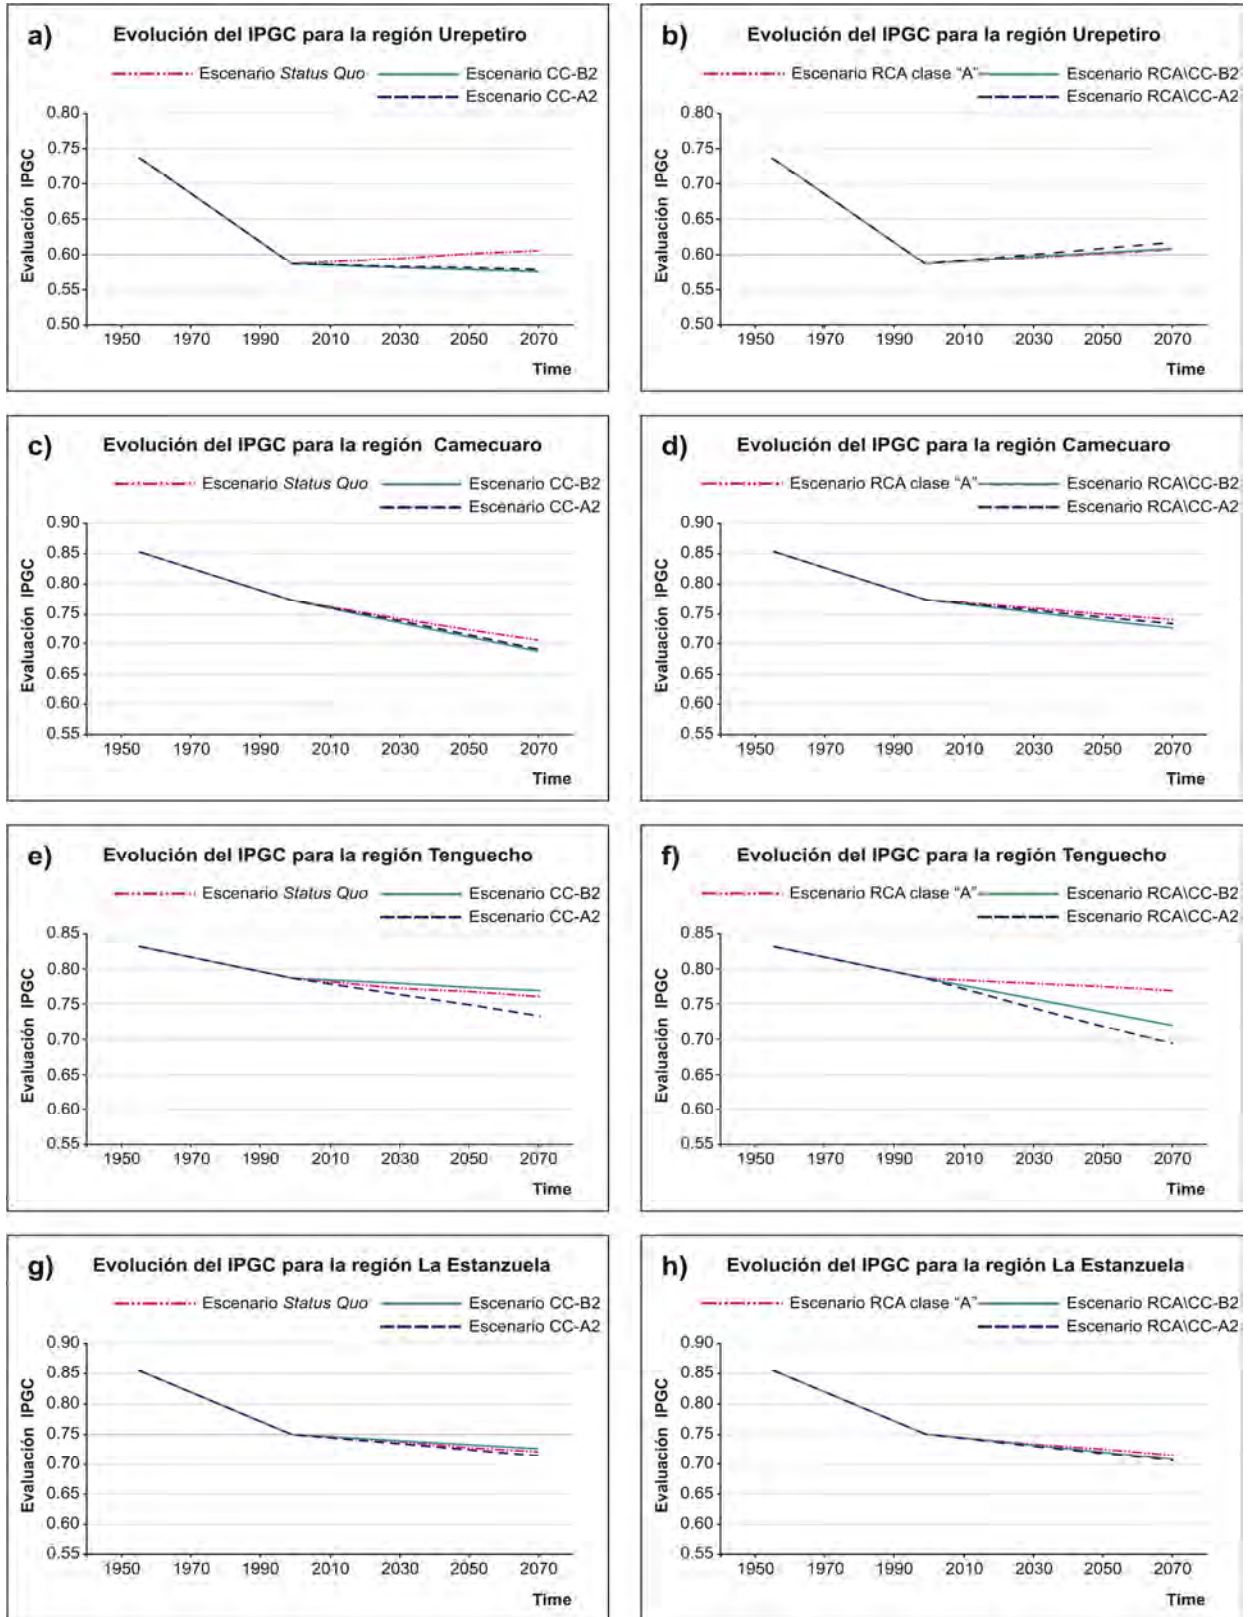 a) Evolución del IPGC para la región Urepetiro
Escenario Status Quo
Escenario CC-B2
Escenario CC-A2
Evaluación IPGC
0.80
0.75
0.70
0.65
0.60
0.55
0.50
1950 1970 1990 2010 2030 2050 2070
Time
b) Evolución del IPGC para la región Urepetiro
Escenario RCA clase "A"
Escenario RCA\CC-B2
Escenario RCA\CC-A2
Evaluación IPGC
0.80
0.75
0.70
0.65
0.60
0.55
0.50
1950 1970 1990 2010 2030 2050 2070
Time
c) Evolución del IPGC para la región Camecuaro
Escenario Status Quo
Escenario CC-B2
Escenario CC-A2
Evaluación IPGC
0.90
0.85
0.80
0.75
0.70
0.65
0.60
0.55
1950 1970 1990 2010 2030 2050 2070
Time
d) Evolución del IPGC para la región Camecuaro
Escenario RCA clase "A"
Escenario RCA\CC-B2
Escenario RCA\CC-A2
Evaluación IPGC
0.90
0.85
0.80
0.75
0.70
0.65
0.60
0.55
1950 1970 1990 2010 2030 2050 2070
Time
e) Evolución del IPGC para la región Tenguecho
Escenario Status Quo
Escenario CC-B2
Escenario CC-A2
Evaluación IPGC
0.85
0.80
0.75
0.70
0.65
0.60
0.55
1950 1970 1990 2010 2030 2050 2070
Time
f) Evolución del IPGC para la región Tenguecho
Escenario RCA clase "A"
Escenario RCA\CC-B2
Escenario RCA\CC-A2
Evaluación IPGC
0.85
0.80
0.75
0.70
0.65
0.60
0.55
1950 1970 1990 2010 2030 2050 2070
Time
g) Evolución del IPGC para la región La Estanzuela
Escenario Status Quo
Escenario CC-B2
Escenario CC-A2
Evaluación IPGC
0.90
0.85
0.80
0.75
0.70
0.65
0.60
0.55
1950 1970 1990 2010 2030 2050 2070
Time
h) Evolución del IPGC para la región La Estanzuela
Escenario RCA clase "A"
Escenario RCA\CC-B2
Escenario RCA\CC-A2
Evaluación IPGC
0.90
0.85
0.80
0.75
0.70
0.65
0.60
0.55
1950 1970 1990 2010 2030 2050 2070
Time